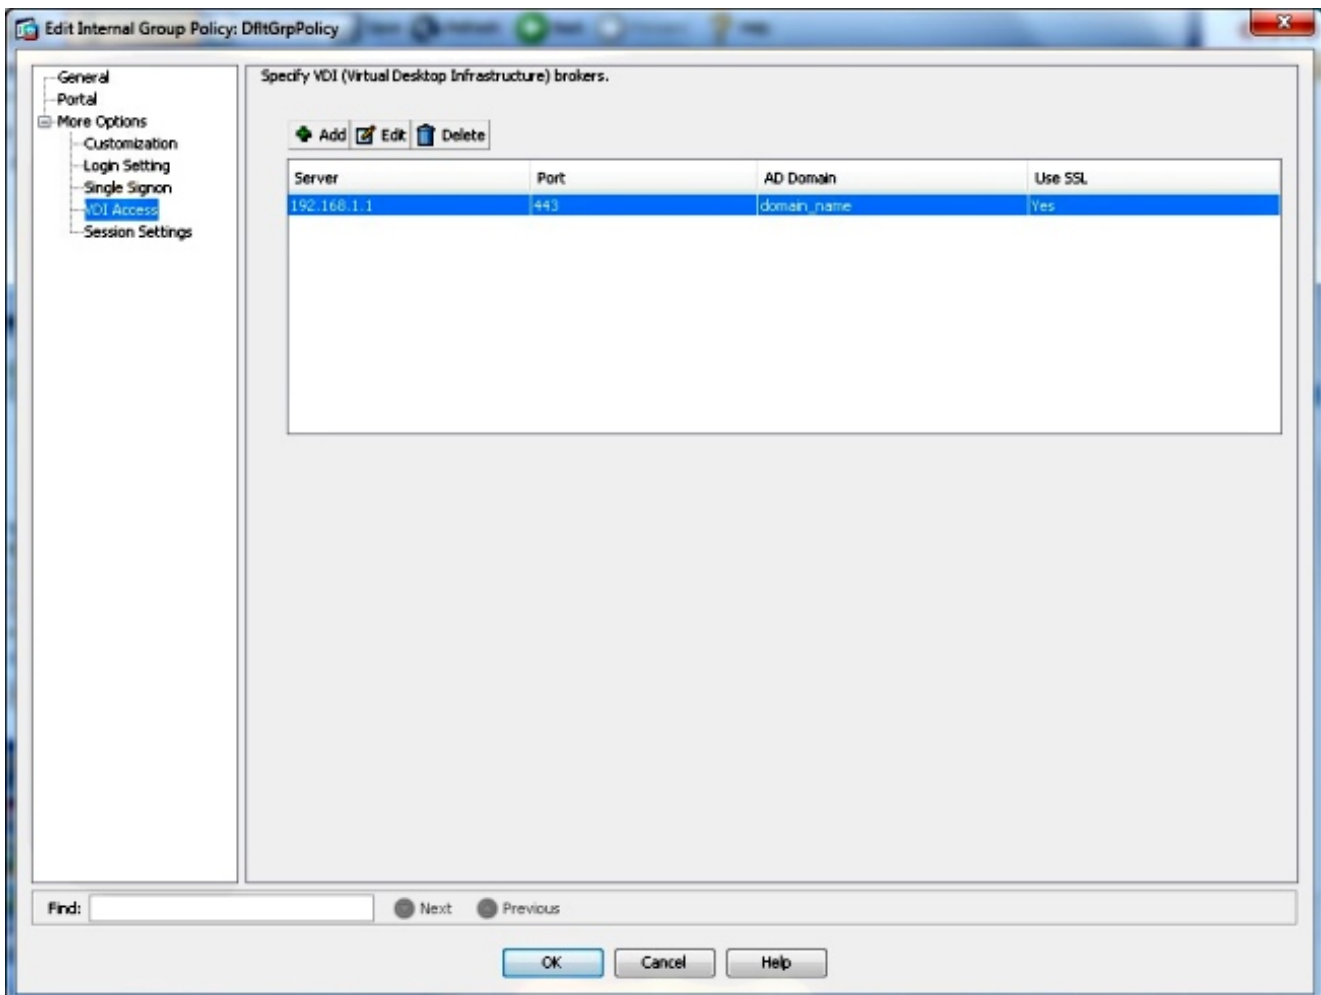 Edit Internal Group Policy: DfltGrpPolicy
Help
General
Portal
More Options
Customization
Login Setting
Single Signon
VDI Access
Session Settings
Specify VDI (Virtual Desktop Infrastructure) brokers.
Add Edit Delete
Server Port AD Domain Use SSL
192.168.1.1 443 domain_name Yes
Find: Next Previous
OK Cancel Help